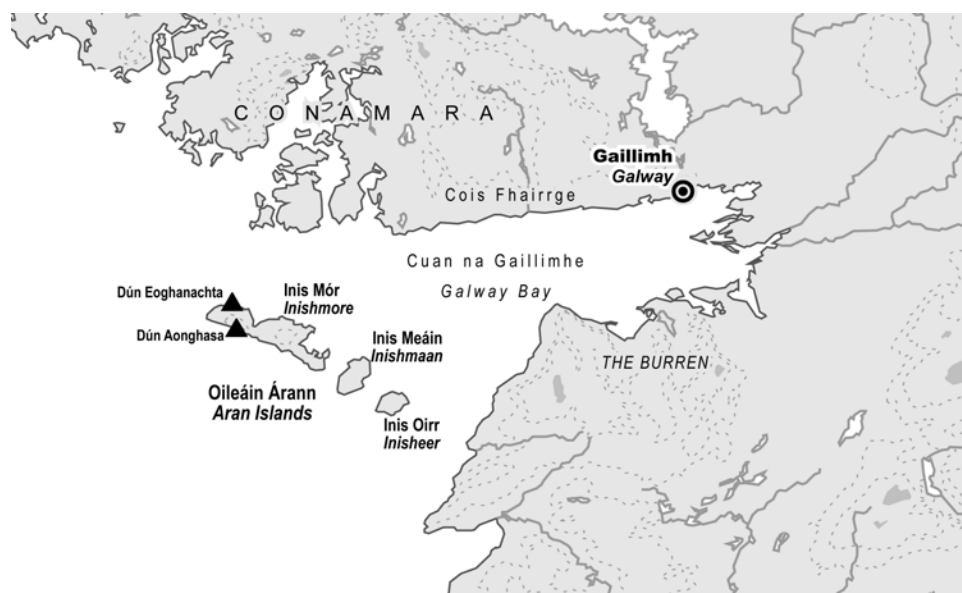 CONAMARA
Gaillimh
Galway
Cois Fhairrge
Cuan na Gaillimhe
Galway Bay
Dún Eoghanachta
Inis Mór
Inishmore
Dún Aonghasa
Inis Meáin
Inishmaan
THE BURREN
Oileáin Árann
Aran Islands
Inis Oirr
Inisheer